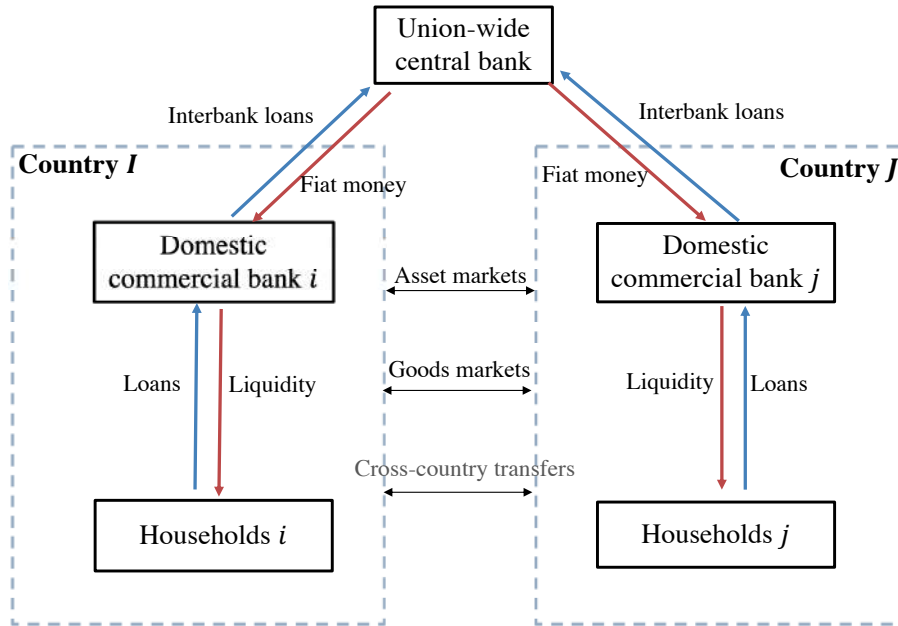 Union-wide
central bank
Interbank loans
Interbank loans
Country I
Fiat money
Fiat money
Country J
Domestic
commercial bank i
Domestic
commercial bank j
Asset markets
Goods markets
Loans
Liquidity
Liquidity
Loans
Cross-country transfers
Households i
Households j